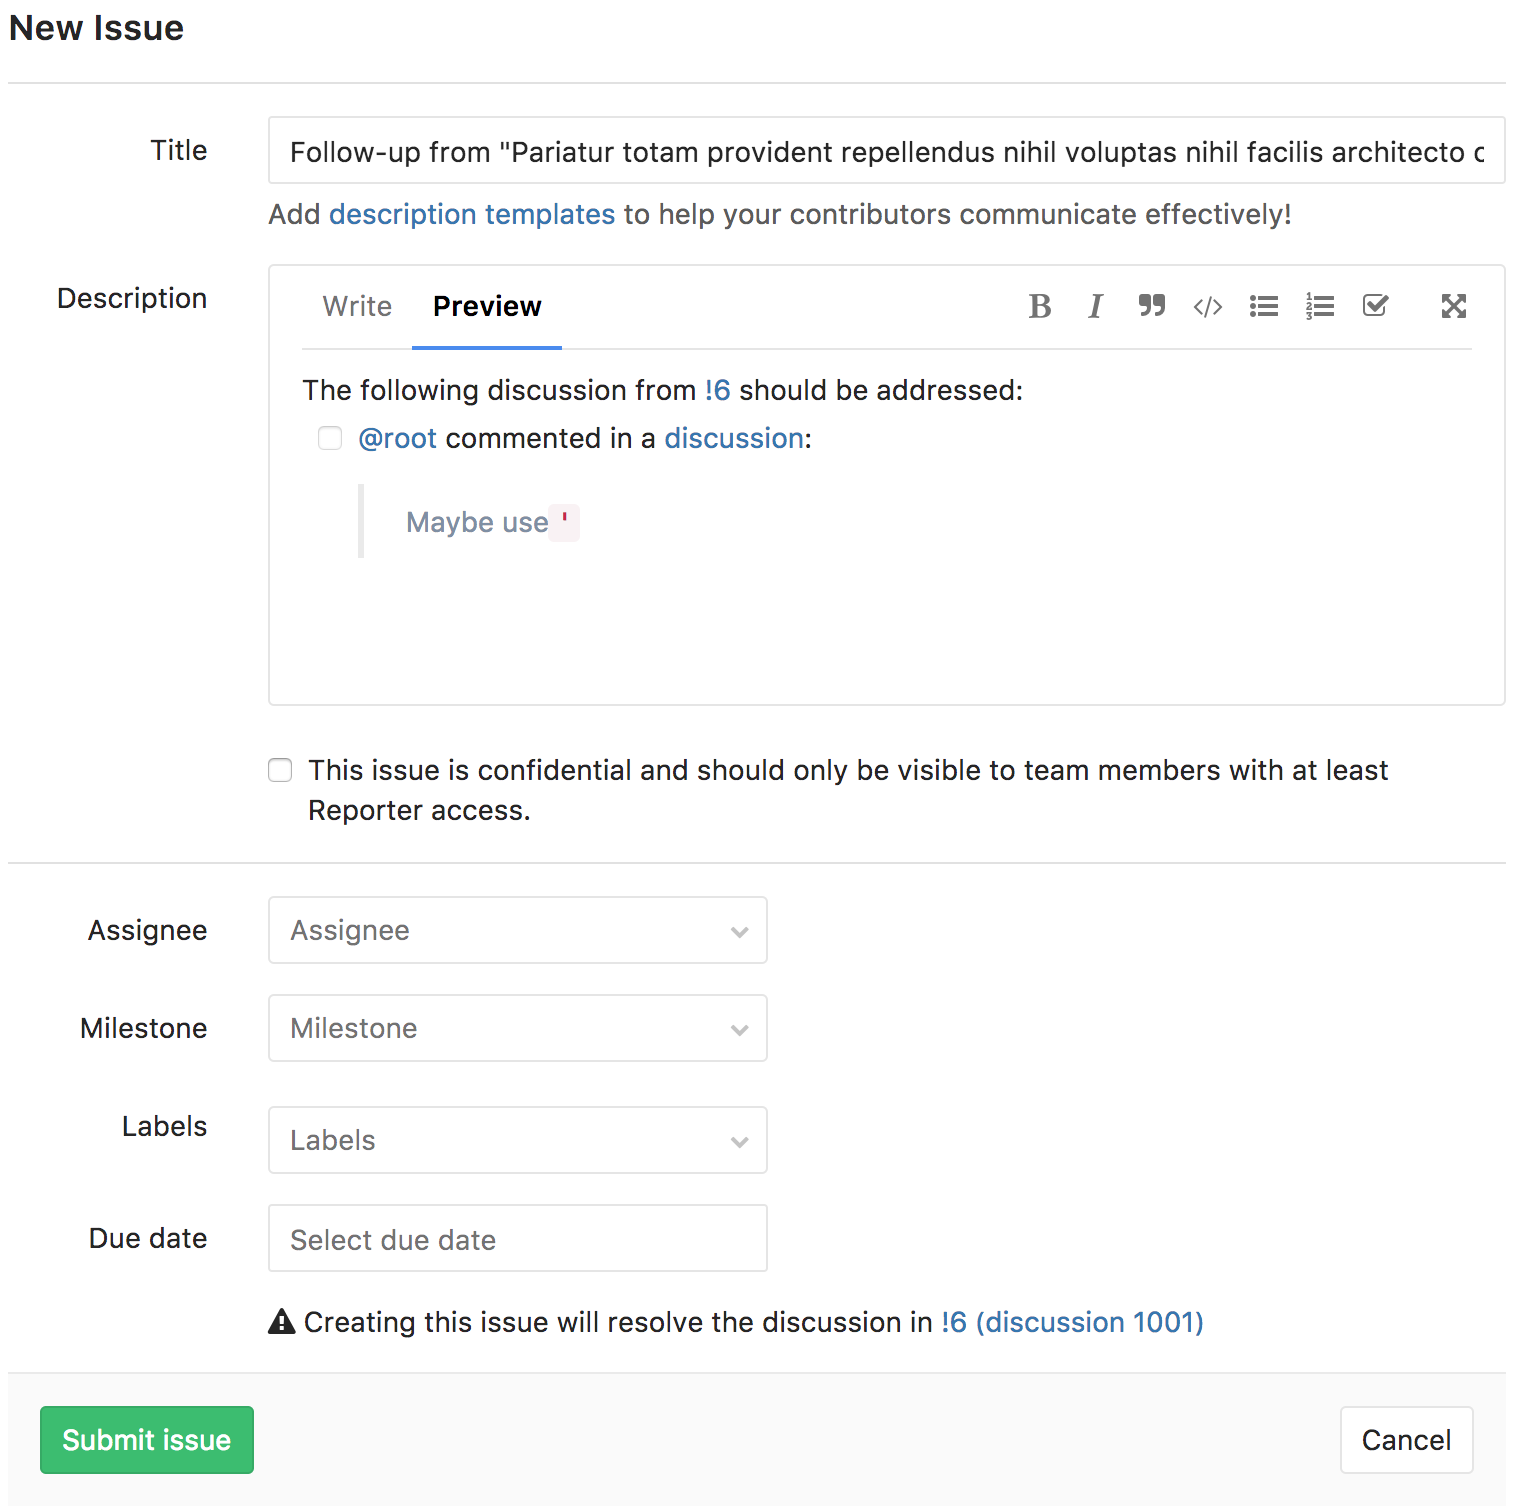 New Issue
Title
Follow-up from "Pariatur totam provident repellendus nihil voluptas nihil facilis architecto
Add description templates to help your contributors communicate effectively!
Description
Write Preview
The following discussion from !6 should be addressed:
@root commented in a discussion:
Maybe use '
This issue is confidential and should only be visible to team members with at least
Reporter access.
Assignee
Assignee
Milestone
Milestone
Labels
Labels
Due date
Select due date
Creating this issue will resolve the discussion in !6 (discussion 1001)
Submit issue
Cancel